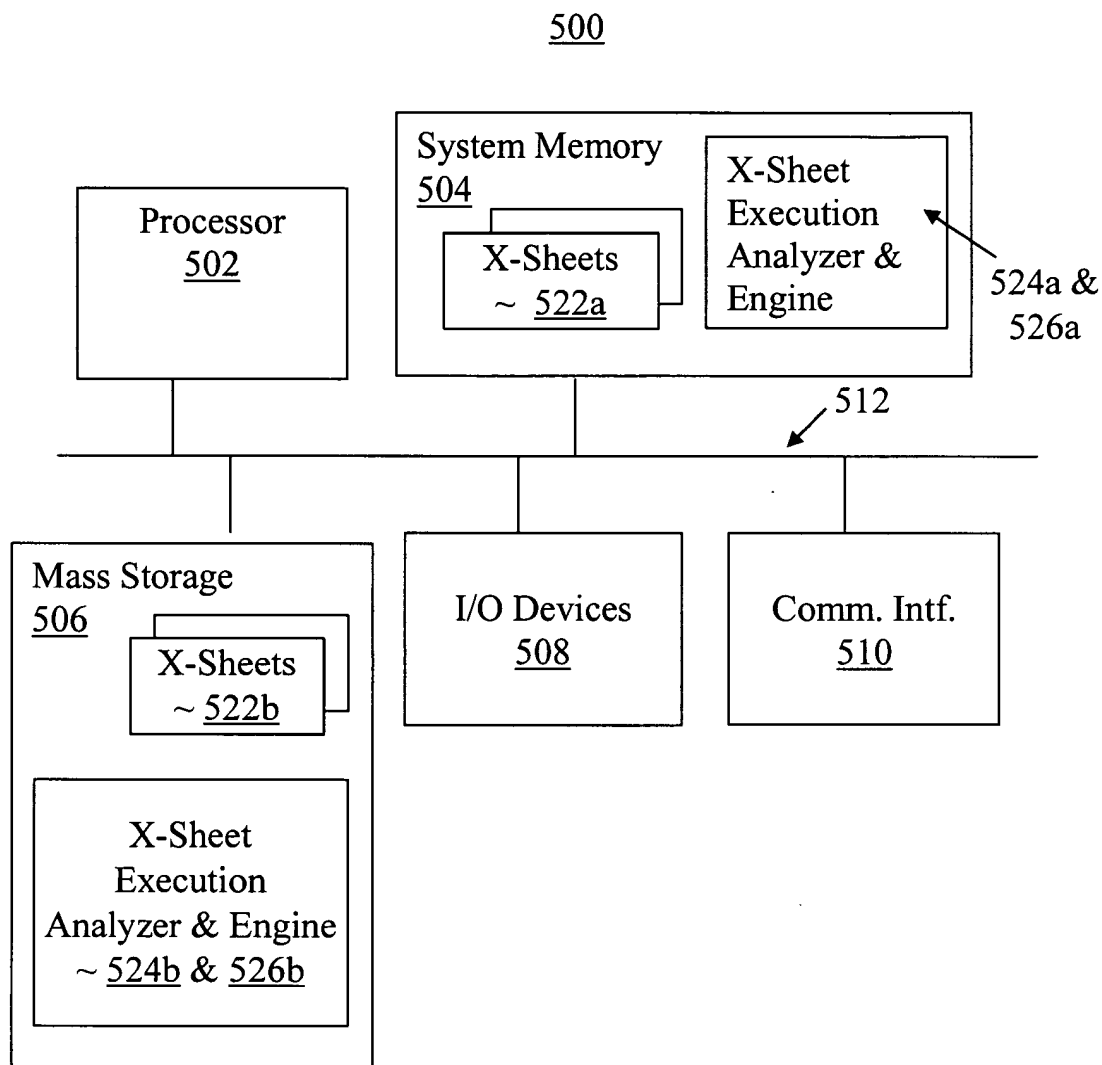 500
System Memory
504
X-Sheets
~ 522a
X-Sheet
Execution
Analyzer &
Engine
524a &
526a
Processor
502
512
Mass Storage
506
X-Sheets
~ 522b
X-Sheet
Execution
Analyzer & Engine
~ 524b & 526b
I/O Devices
508
Comm. Intf.
510